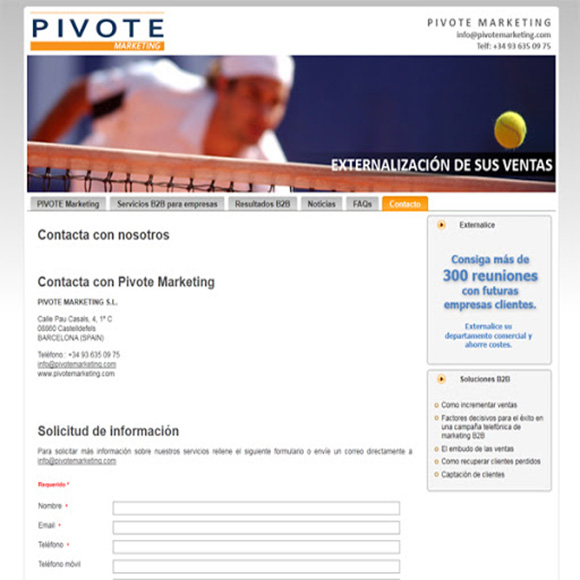 PIVOTE
MARKETING
PIVOTE MARKETING
info@pivotemarketing.com
Telf: +34 93 635 09 75
EXTERNALIZACIÓN DE SUS VENTAS
PIVOTE Marketing
Servicios B2B para empresas
Resultados B2B
Noticias
FAQs
Contacto
Contacta con nosotros
Contacta con Pivote Marketing
PIVOTE MARKETING S.L.
Calle Pau Casals, 4, 1º C
08860 Castelldefels
BARCELONA (SPAIN)
Teléfono.: +34 93 635 09 75
info@pivotemarketing.com
www.pivotemarketing.com
Solicitud de información
Para solicitar más información sobre nuestros servicios rellene el siguiente formulario o envíe un correo directamente a
info@pivotemarketing.com
Requerido *
Nombre *
Email *
Teléfono *
Teléfono móvil
Externalice
Consiga más de
300 reuniones
con futuras
empresas clientes.
Externalice su
departamento comercial y
ahorre costes.
Soluciones B2B
Como incrementar ventas
Factores decisivos para el éxito en
una campaña telefónica de
marketing B2B
El embudo de las ventas
Como recuperar clientes perdidos
Captación de clientes